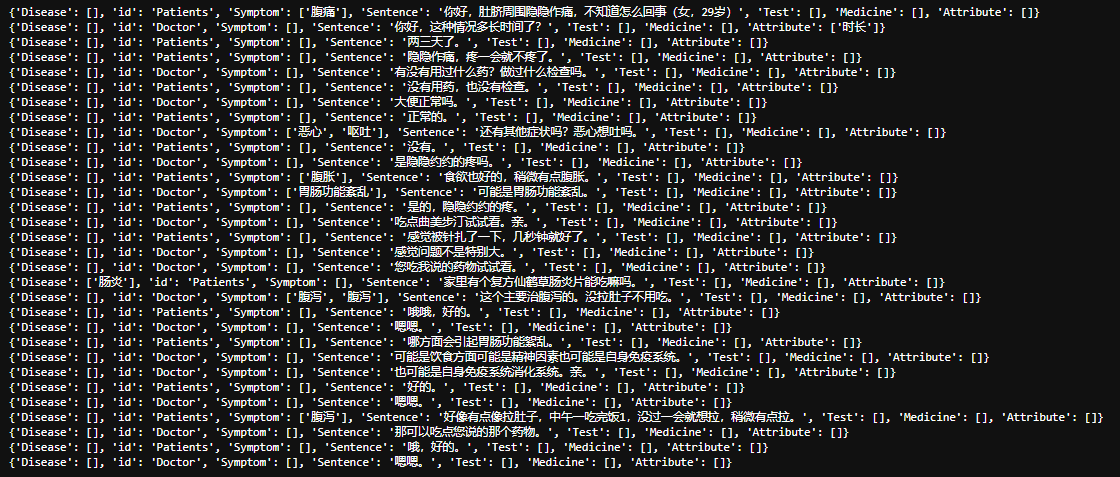 {'Disease': [], 'id': 'Patients', 'Symptom': ['腹痛'], 'Sentence': '你好，肚脐周围隐隐作痛，不知道怎么回事（女，29岁）', 'Test': [], 'Medicine': [], 'Attribute': []}
{'Disease': [], 'id': 'Doctor', 'Symptom': [], 'Sentence': '你好，这种情况多长时间了？', 'Test': [], 'Medicine': [], 'Attribute': ['时长']}
{'Disease': [], 'id': 'Patients', 'Symptom': [], 'Sentence': '两三天了。', 'Test': [], 'Medicine': [], 'Attribute': []}
{'Disease': [], 'id': 'Patients', 'Symptom': [], 'Sentence': '隐隐作痛，疼一会就不疼了。', 'Test': [], 'Medicine': [], 'Attribute': []}
{'Disease': [], 'id': 'Doctor', 'Symptom': [], 'Sentence': '有没有用过什么药？做过什么检查吗。', 'Test': [], 'Medicine': [], 'Attribute': []}
{'Disease': [], 'id': 'Patients', 'Symptom': [], 'Sentence': '没有用药，也没有检查。', 'Test': [], 'Medicine': [], 'Attribute': []}
{'Disease': [], 'id': 'Doctor', 'Symptom': [], 'Sentence': '大便正常吗。', 'Test': [], 'Medicine': [], 'Attribute': []}
{'Disease': [], 'id': 'Patients', 'Symptom': [], 'Sentence': '正常的。', 'Test': [], 'Medicine': [], 'Attribute': []}
{'Disease': [], 'id': 'Doctor', 'Symptom': ['恶心', '呕吐'], 'Sentence': '还有其他症状吗？恶心想吐吗。', 'Test': [], 'Medicine': [], 'Attribute': []}
{'Disease': [], 'id': 'Patients', 'Symptom': [], 'Sentence': '没有。', 'Test': [], 'Medicine': [], 'Attribute': []}
{'Disease': [], 'id': 'Doctor', 'Symptom': [], 'Sentence': '是隐隐约约的疼吗。', 'Test': [], 'Medicine': [], 'Attribute': []}
{'Disease': [], 'id': 'Patients', 'Symptom': ['腹胀'], 'Sentence': '食欲也好的，稍微有点腹胀。', 'Test': [], 'Medicine': [], 'Attribute': []}
{'Disease': [], 'id': 'Doctor', 'Symptom': ['胃肠功能紊乱'], 'Sentence': '可能是胃肠功能紊乱。', 'Test': [], 'Medicine': [], 'Attribute': []}
{'Disease': [], 'id': 'Patients', 'Symptom': [], 'Sentence': '是的，隐隐约约的疼。', 'Test': [], 'Medicine': [], 'Attribute': []}
{'Disease': [], 'id': 'Doctor', 'Symptom': [], 'Sentence': '吃点曲美步汀试试看。亲。', 'Test': [], 'Medicine': [], 'Attribute': []}
{'Disease': [], 'id': 'Patients', 'Symptom': [], 'Sentence': '感觉被针扎了一下，几秒钟就好了。', 'Test': [], 'Medicine': [], 'Attribute': []}
{'Disease': [], 'id': 'Doctor', 'Symptom': [], 'Sentence': '感觉问题不是特别大。', 'Test': [], 'Medicine': [], 'Attribute': []}
{'Disease': [], 'id': 'Doctor', 'Symptom': [], 'Sentence': '您吃我说的药物试试看。', 'Test': [], 'Medicine': [], 'Attribute': []}
{'Disease': ['肠炎'], 'id': 'Patients', 'Symptom': [], 'Sentence': '家里有个复方仙鹤草肠炎片能吃嘛吗。', 'Test': [], 'Medicine': [], 'Attribute': []}
{'Disease': [], 'id': 'Doctor', 'Symptom': ['腹泻', '腹泻'], 'Sentence': '这个主要治腹泻的。没拉肚子不用吃。', 'Test': [], 'Medicine': [], 'Attribute': []}
{'Disease': [], 'id': 'Patients', 'Symptom': [], 'Sentence': '哦哦，好的。', 'Test': [], 'Medicine': [], 'Attribute': []}
{'Disease': [], 'id': 'Doctor', 'Symptom': [], 'Sentence': '嗯嗯。', 'Test': [], 'Medicine': [], 'Attribute': []}
{'Disease': [], 'id': 'Patients', 'Symptom': [], 'Sentence': '哪方面会引起胃肠功能絮乱。', 'Test': [], 'Medicine': [], 'Attribute': []}
{'Disease': [], 'id': 'Doctor', 'Symptom': [], 'Sentence': '可能是饮食方面可能是精神因素也可能是自身免疫系统。', 'Test': [], 'Medicine': [], 'Attribute': []}
{'Disease': [], 'id': 'Doctor', 'Symptom': [], 'Sentence': '也可能是自身免疫系统消化系统。亲。', 'Test': [], 'Medicine': [], 'Attribute': []}
{'Disease': [], 'id': 'Patients', 'Symptom': [], 'Sentence': '好的。', 'Test': [], 'Medicine': [], 'Attribute': []}
{'Disease': [], 'id': 'Doctor', 'Symptom': [], 'Sentence': '嗯嗯。', 'Test': [], 'Medicine': [], 'Attribute': []}
{'Disease': [], 'id': 'Patients', 'Symptom': ['腹泻'], 'Sentence': '好像有点像拉肚子，中午一吃完饭1，没过一会就想拉，稍微有点拉。', 'Test': [], 'Medicine': [], 'Attribute': []}
{'Disease': [], 'id': 'Doctor', 'Symptom': [], 'Sentence': '那可以吃点您说的那个药物。', 'Test': [], 'Medicine': [], 'Attribute': []}
{'Disease': [], 'id': 'Patients', 'Symptom': [], 'Sentence': '哦，好的。', 'Test': [], 'Medicine': [], 'Attribute': []}
{'Disease': [], 'id': 'Doctor', 'Symptom': [], 'Sentence': '嗯嗯。', 'Test': [], 'Medicine': [], 'Attribute': []}